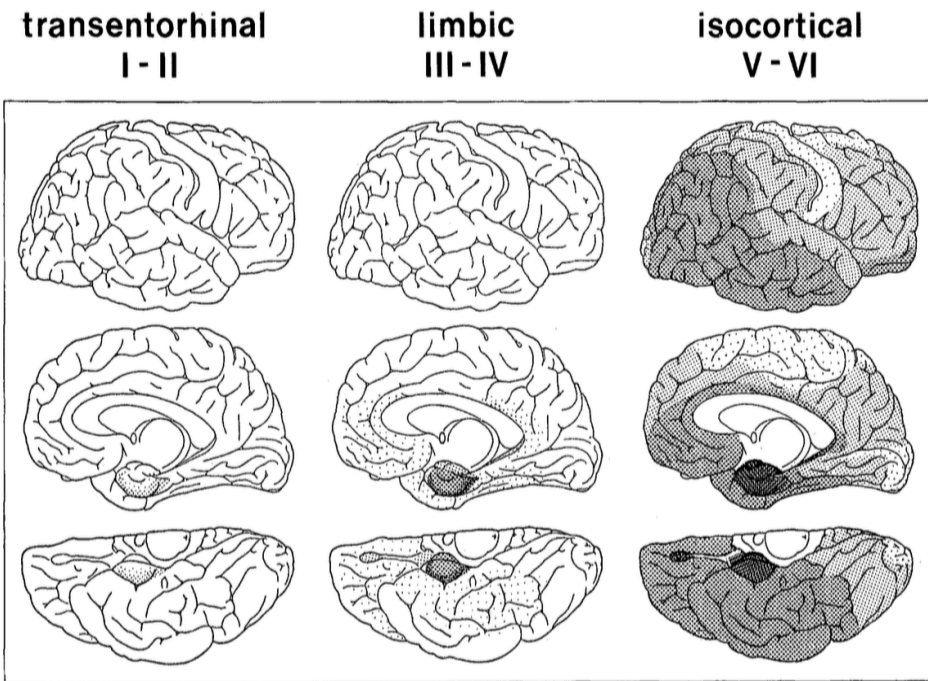 transentorhinal
I - II
limbic
III - IV
isocortical
V - VI